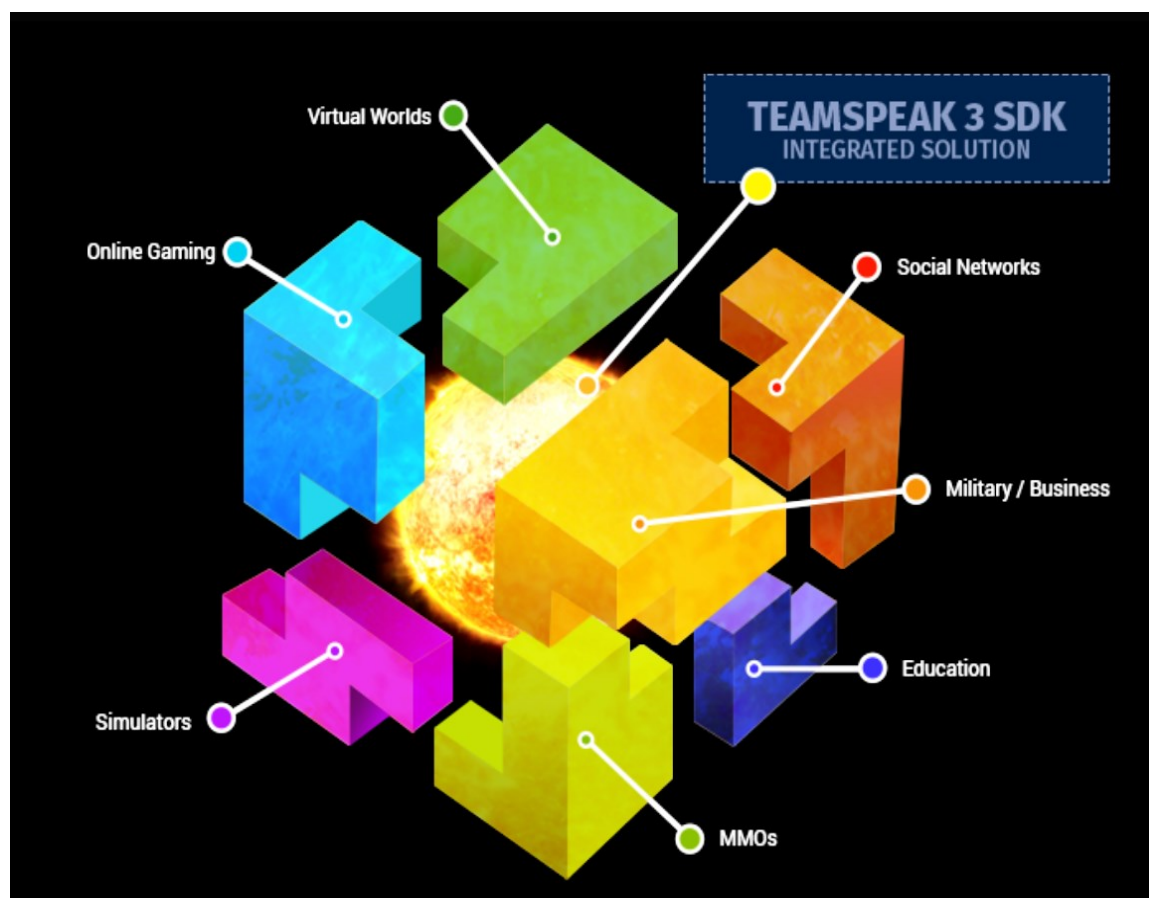 TEAMSPEAK 3 SDK
INTEGRATED SOLUTION
Virtual Worlds
Online Gaming
Social Networks
Military / Business
Education
Simulators
MMOs